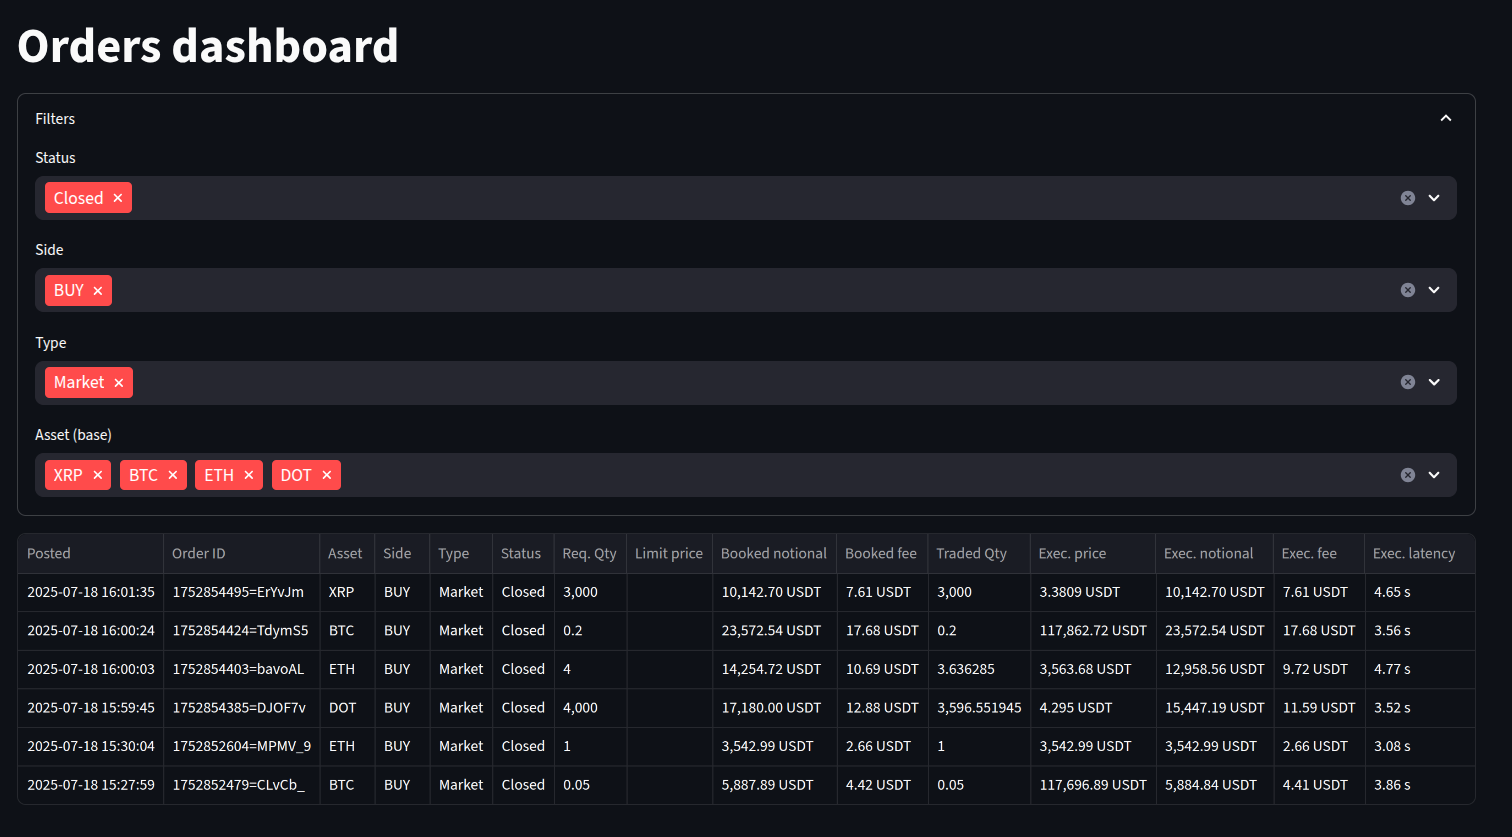 Orders dashboard
Filters
Status
Closed
Side
BUY
Type
Market
Asset (base)
XRP BTC ETH DOT
Posted Order ID Asset Side Type Status Req. Qty Limit price Booked notional Booked fee Traded Qty Exec. price Exec. notional Exec. fee Exec. latency
2025-07-18 16:01:35 1752854495=ErYvJm XRP BUY Market Closed 3,000 10,142.70 USDT 7.61 USDT 3,000 3.3809 USDT 10,142.70 USDT 7.61 USDT 4.65 s
2025-07-18 16:00:24 1752854424=TdymS5 BTC BUY Market Closed 0.2 23,572.54 USDT 17.68 USDT 0.2 117,862.72 USDT 23,572.54 USDT 17.68 USDT 3.56 s
2025-07-18 16:00:03 1752854403=bavoAL ETH BUY Market Closed 4 14,254.72 USDT 10.69 USDT 3.636285 3,563.68 USDT 12,958.56 USDT 9.72 USDT 4.77 s
2025-07-18 15:59:45 1752854385=DJOF7v DOT BUY Market Closed 4,000 17,180.00 USDT 12.88 USDT 3,596.551945 4.295 USDT 15,447.19 USDT 11.59 USDT 3.52 s
2025-07-18 15:30:04 1752852604=MPMV_9 ETH BUY Market Closed 1 3,542.99 USDT 2.66 USDT 1 3,542.99 USDT 3,542.99 USDT 2.66 USDT 3.08 s
2025-07-18 15:27:59 1752852479=CLvCb_ BTC BUY Market Closed 0.05 5,887.89 USDT 4.42 USDT 0.05 117,696.89 USDT 5,884.84 USDT 4.41 USDT 3.86 s